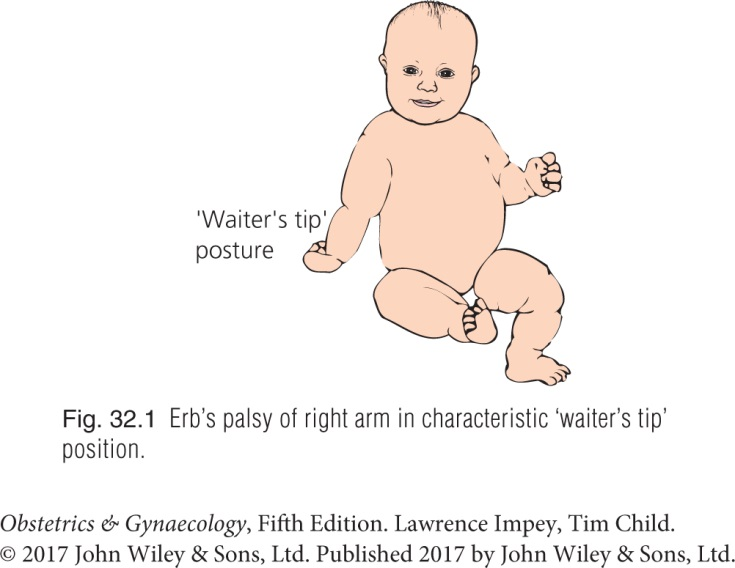 'Waiter's tip'
posture
Fig. 32.1 Erb’s palsy of right arm in characteristic ‘waiter’s tip’
position.
Obstetrics & Gynaecology, Fifth Edition. Lawrence Impey, Tim Child.
© 2017 John Wiley & Sons, Ltd. Published 2017 by John Wiley & Sons, Ltd.